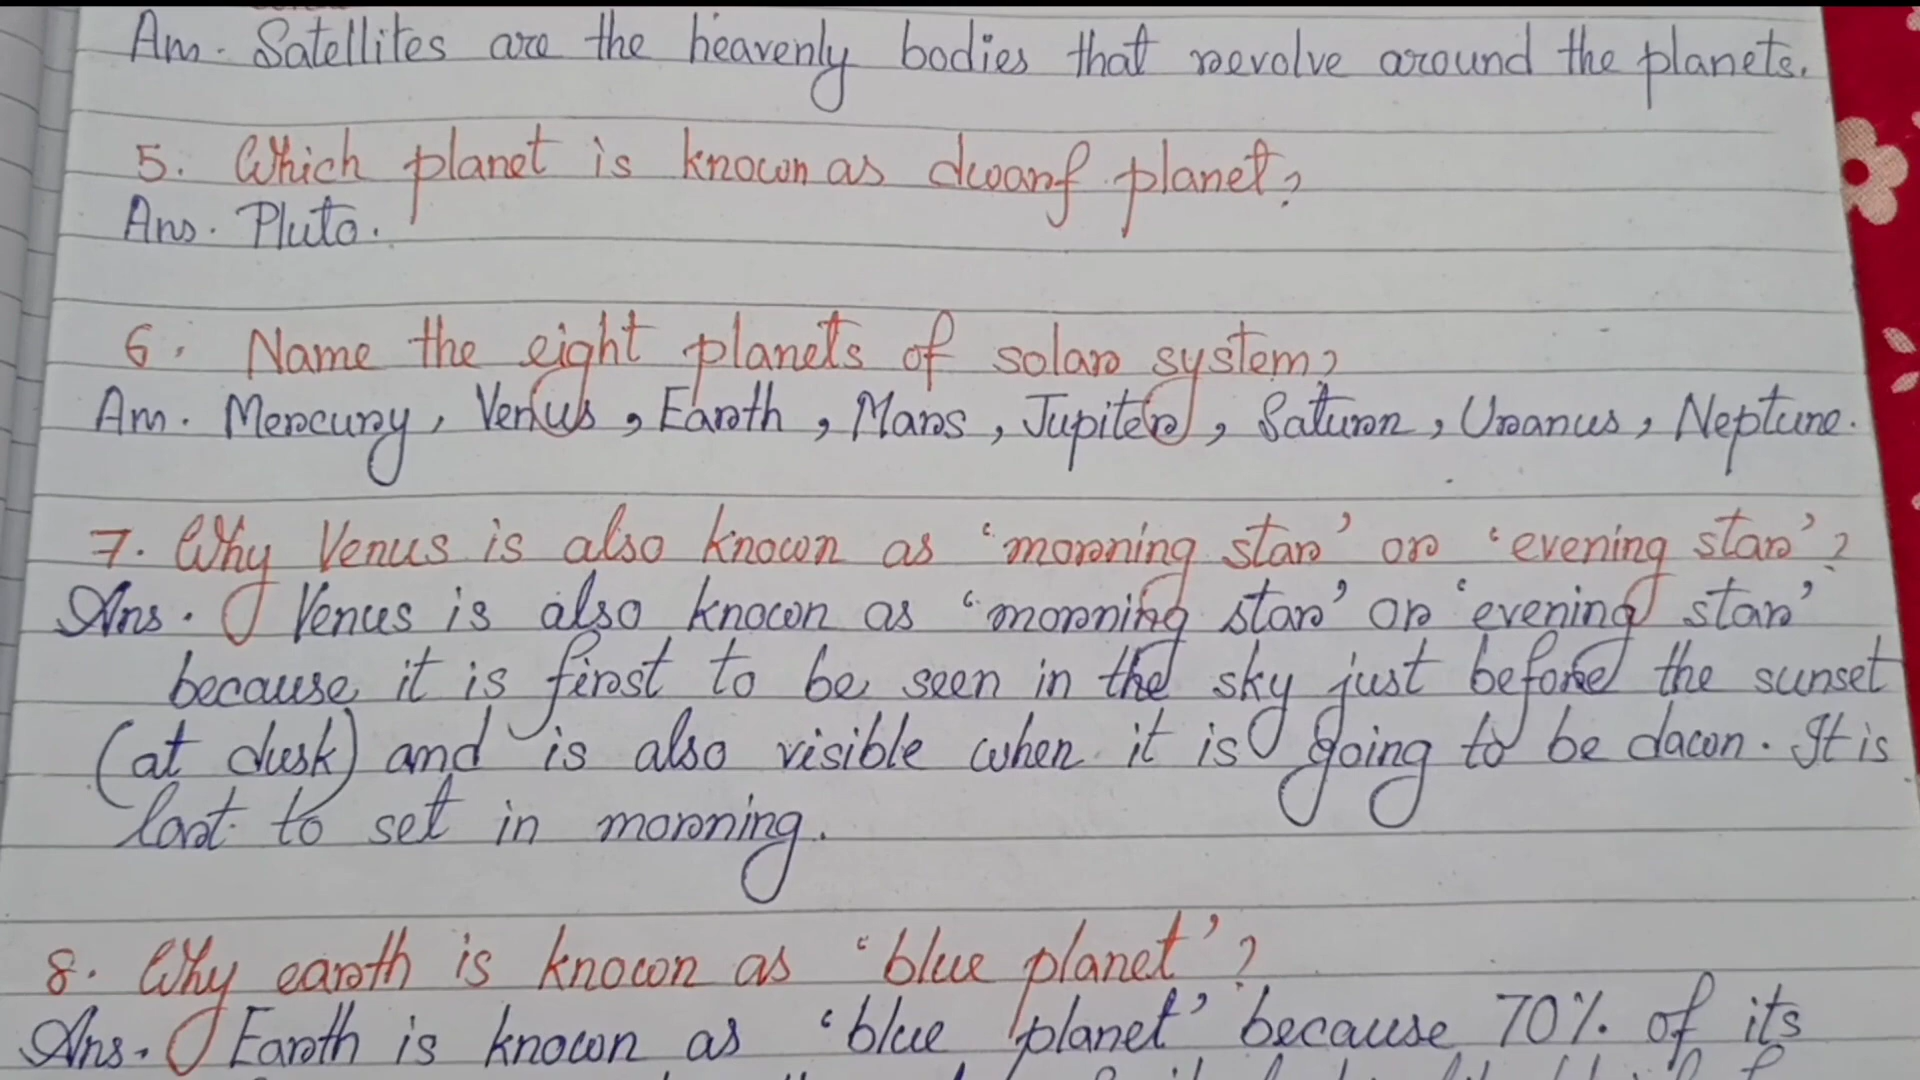 Ans. Satellites are the heavenly bodies that revolve around the planets.
5. Which planet is known as dwarf planet?
Ans. Pluto.
6. Name the eight planets of solar system?
Ans. Mercury, Venus, Earth, Mars, Jupiter, Saturn, Uranus, Neptune.
7. Why Venus is also known as 'morning star' or 'evening star'?
Ans. Venus is also known as 'morning star' or 'evening star'
because it is first to be seen in the sky just before the sunset
(at dusk) and is also visible when it is going to be dawn. It is
last to set in morning.
8. Why earth is known as 'blue planet'?
Ans. Earth is known as 'blue planet' because 70% of its